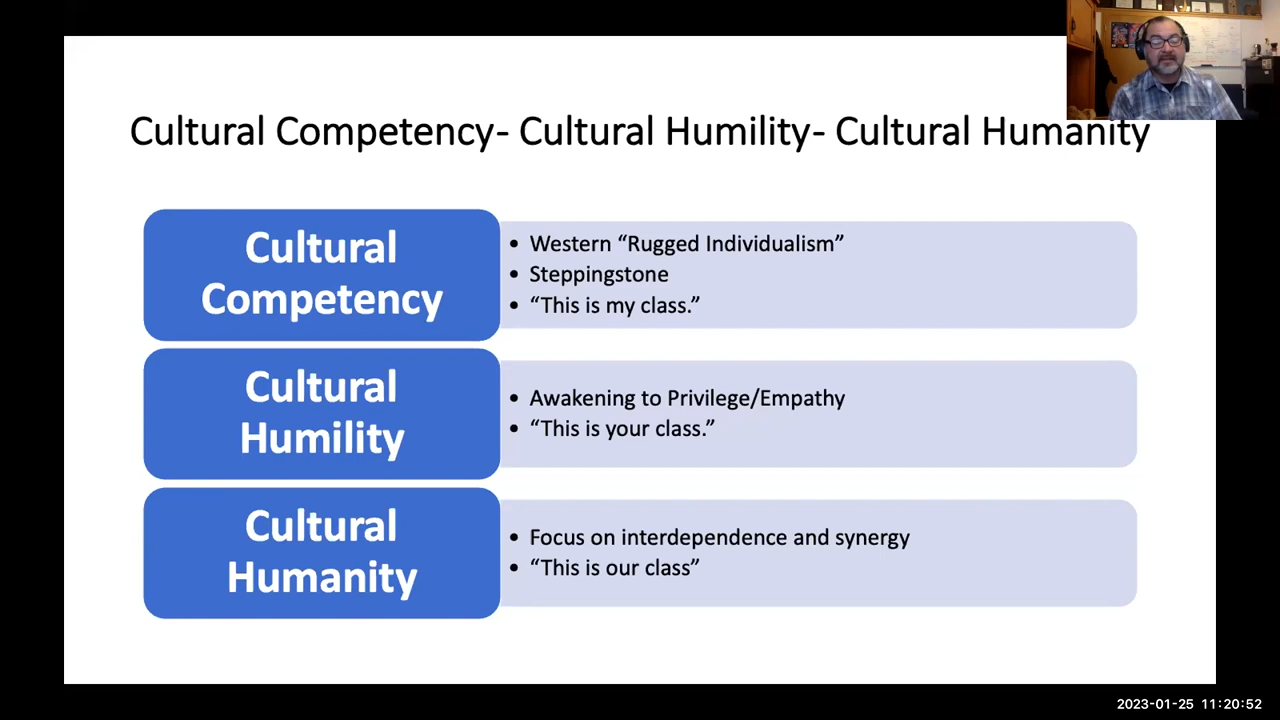 Cultural Competency- Cultural Humility- Cultural Humanity
Cultural
Competency
• Western “Rugged Individualism”
• Steppingstone
• “This is my class.”
Cultural
Humility
• Awakening to Privilege/Empathy
• “This is your class.”
Cultural
Humanity
• Focus on interdependence and synergy
• “This is our class”
2023-01-25 11:20:52